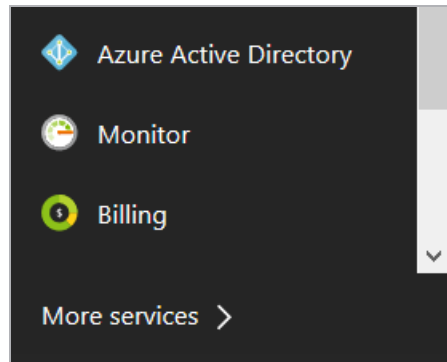 Azure Active Directory
Monitor
Billing
More services